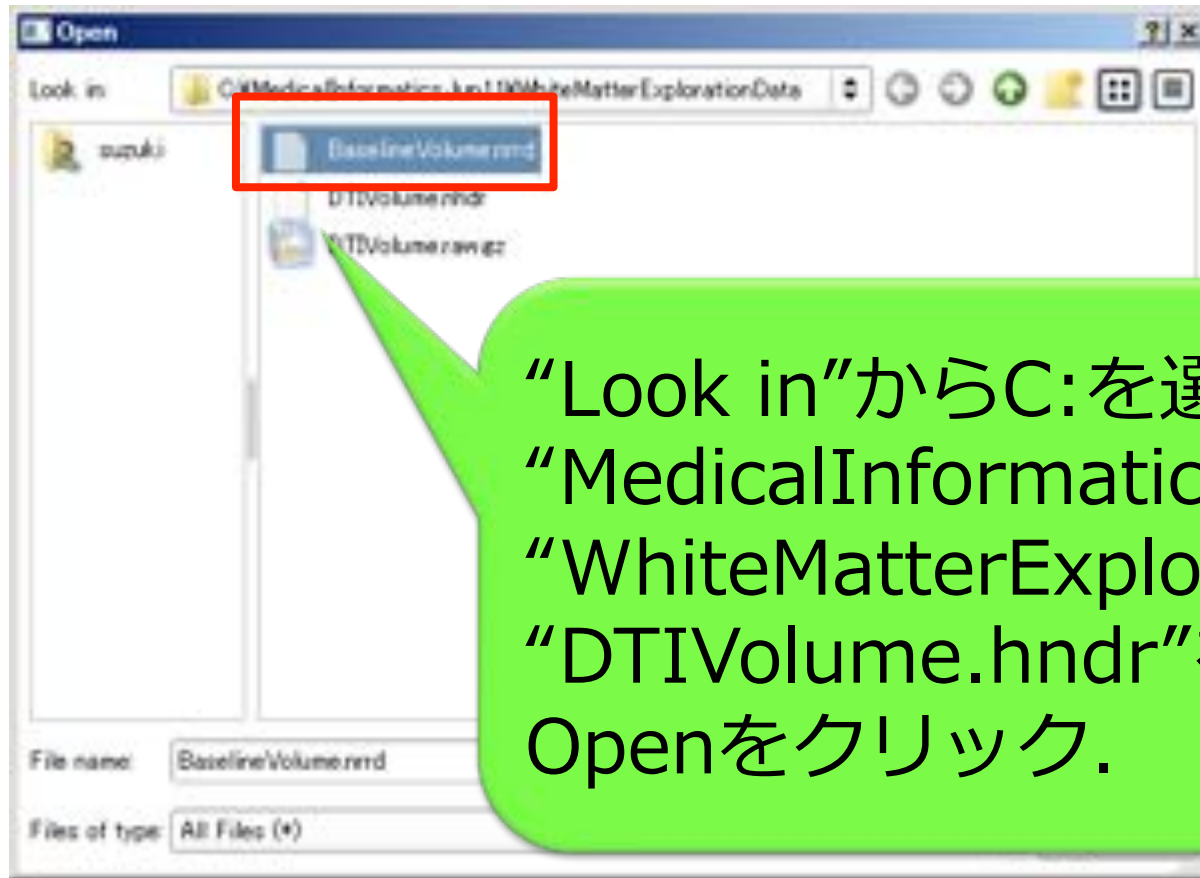 Open
Look in:
C:¥MedicalInformatics-Jun11¥WhiteMatterExplorationData
suzuki
BaselineVolume.nrrd
DTIVolume.nhdr
DTIVolume.raw.gz
“Look in”からC:を選
“MedicalInformatic
“WhiteMatterExplo
“DTIVolume.hndr”
Openをクリック.
File name:
BaselineVolume.nrrd
Files of type:
All Files (*)